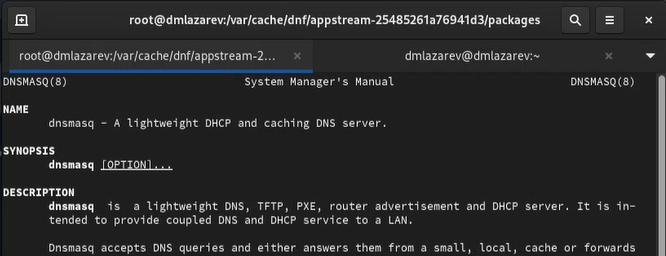 root@dmlazarev:/var/cache/dnf/appstream-25485261a76941d3/packages
root@dmlazarev:/var/cache/dnf/appstream-2... dmlazarev@dmlazarev:~
DNSMASQ(8) System Manager's Manual DNSMASQ(8)
NAME
dnsmasq - A lightweight DHCP and caching DNS server.
SYNOPSIS
dnsmasq [OPTION]...
DESCRIPTION
dnsmasq is a lightweight DNS, TFTP, PXE, router advertisement and DHCP server. It is in-
tended to provide coupled DNS and DHCP service to a LAN.
Dnsmasq accepts DNS queries and either answers them from a small, local, cache or forwards